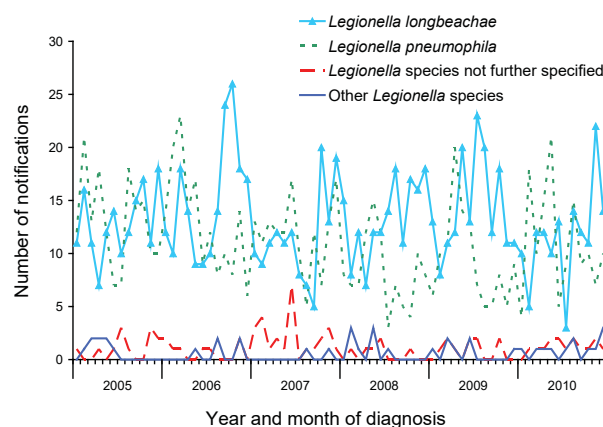 Legionella longbeachae
Legionella pneumophila
Legionella species not further specified
Other Legionella species
30
25
20
15
10
5
0
Number of notifications
2005 2006 2007 2008 2009 2010
Year and month of diagnosis